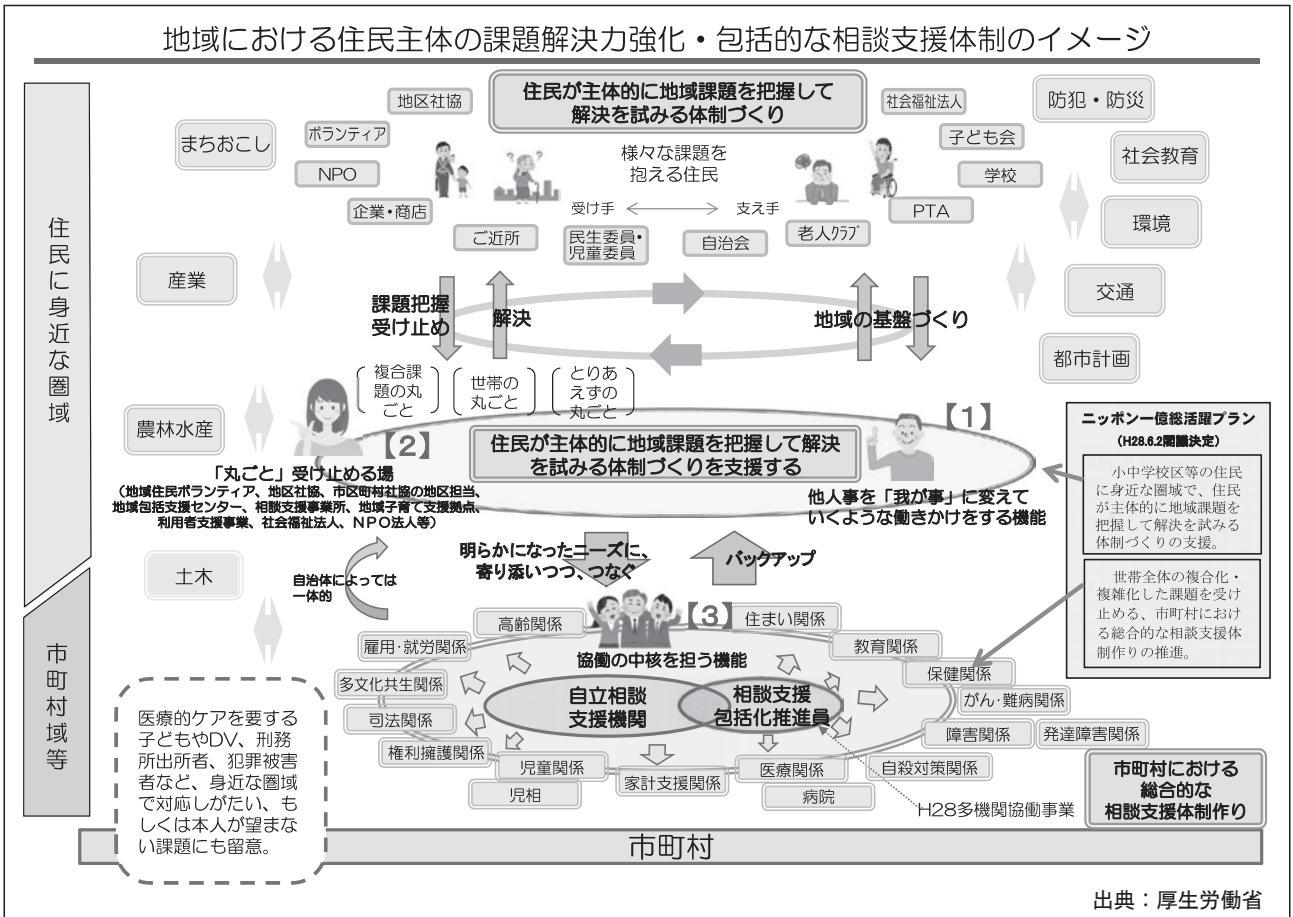 地域における住民主体の課題解決力強化・包括的な相談支援体制のイメージ
住民に身近な圏域
市町村域等
住民が主体的に地域課題を把握して
解決を試みる体制づくり
様々な課題を
抱える住民
受け手
支え手
地区社協
ボランティア
NPO
企業・商店
ご近所
民生委員・
児童委員
自治会
老人クラブ
PTA
学校
子ども会
社会福祉法人
まちおこし
産業
農林水産
土木
防犯・防災
社会教育
環境
交通
都市計画
課題把握
受け止め
解決
地域の基盤づくり
複合課
題の丸
ごと
世帯の
丸ごと
とりあ
えずの
丸ごと
【2】
【1】
住民が主体的に地域課題を把握して解決
を試みる体制づくりを支援する
「丸ごと」受け止める場
(地域住民ボランティア、地区社協、市区町村社協の地区担当、
地域包括支援センター、相談支援事業所、地域子育て支援拠点、
利用者支援事業、社会福祉法人、NPO法人等)
他人事を「我が事」に変えて
いくような働きかけをする機能
ニッポン一億総活躍プラン
(H28.6.2閣議決定)
小中学校区等の住民
に身近な圏域で、住民
が主体的に地域課題を
把握して解決を試みる
体制づくりの支援。
世帯全体の複合化・
複雑化した課題を受け
止める、市町村におけ
る総合的な相談支援体
制作りの推進。
明らかになったニーズに、
寄り添いつつ、つなぐ
バックアップ
自治体によっては
一体的
【3】
協働の中核を担う機能
自立相談
支援機関
相談支援
包括化推進員
高齢関係
雇用・就労関係
多文化共生関係
司法関係
権利擁護関係
児童関係
児相
家計支援関係
医療関係
病院
自殺対策関係
障害関係
発達障害関係
がん・難病関係
保健関係
教育関係
住まい関係
H28多機関協働事業
市町村における
総合的な
相談支援体制作り
医療的ケアを要する
子どもやDV、刑務
所出所者、犯罪被害
者など、身近な圏域
で対応しがたい、も
しくは本人が望まな
い課題にも留意。
市町村
出典：厚生労働省